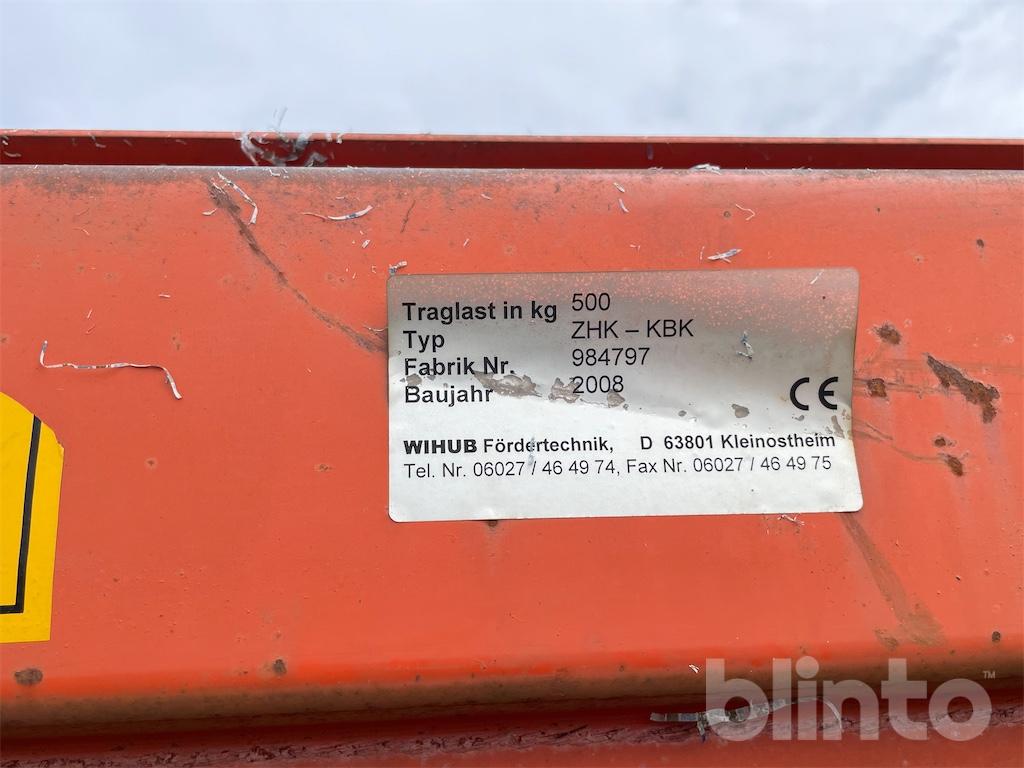 Traglast in kg 500
Typ ZHK – KBK
Fabrik Nr. 984797
Baujahr 2008
CE
WIHUB Fördertechnik, D 63801 Kleinostheim
Tel. Nr. 06027 / 46 49 74, Fax Nr. 06027 / 46 49 75
blinto™